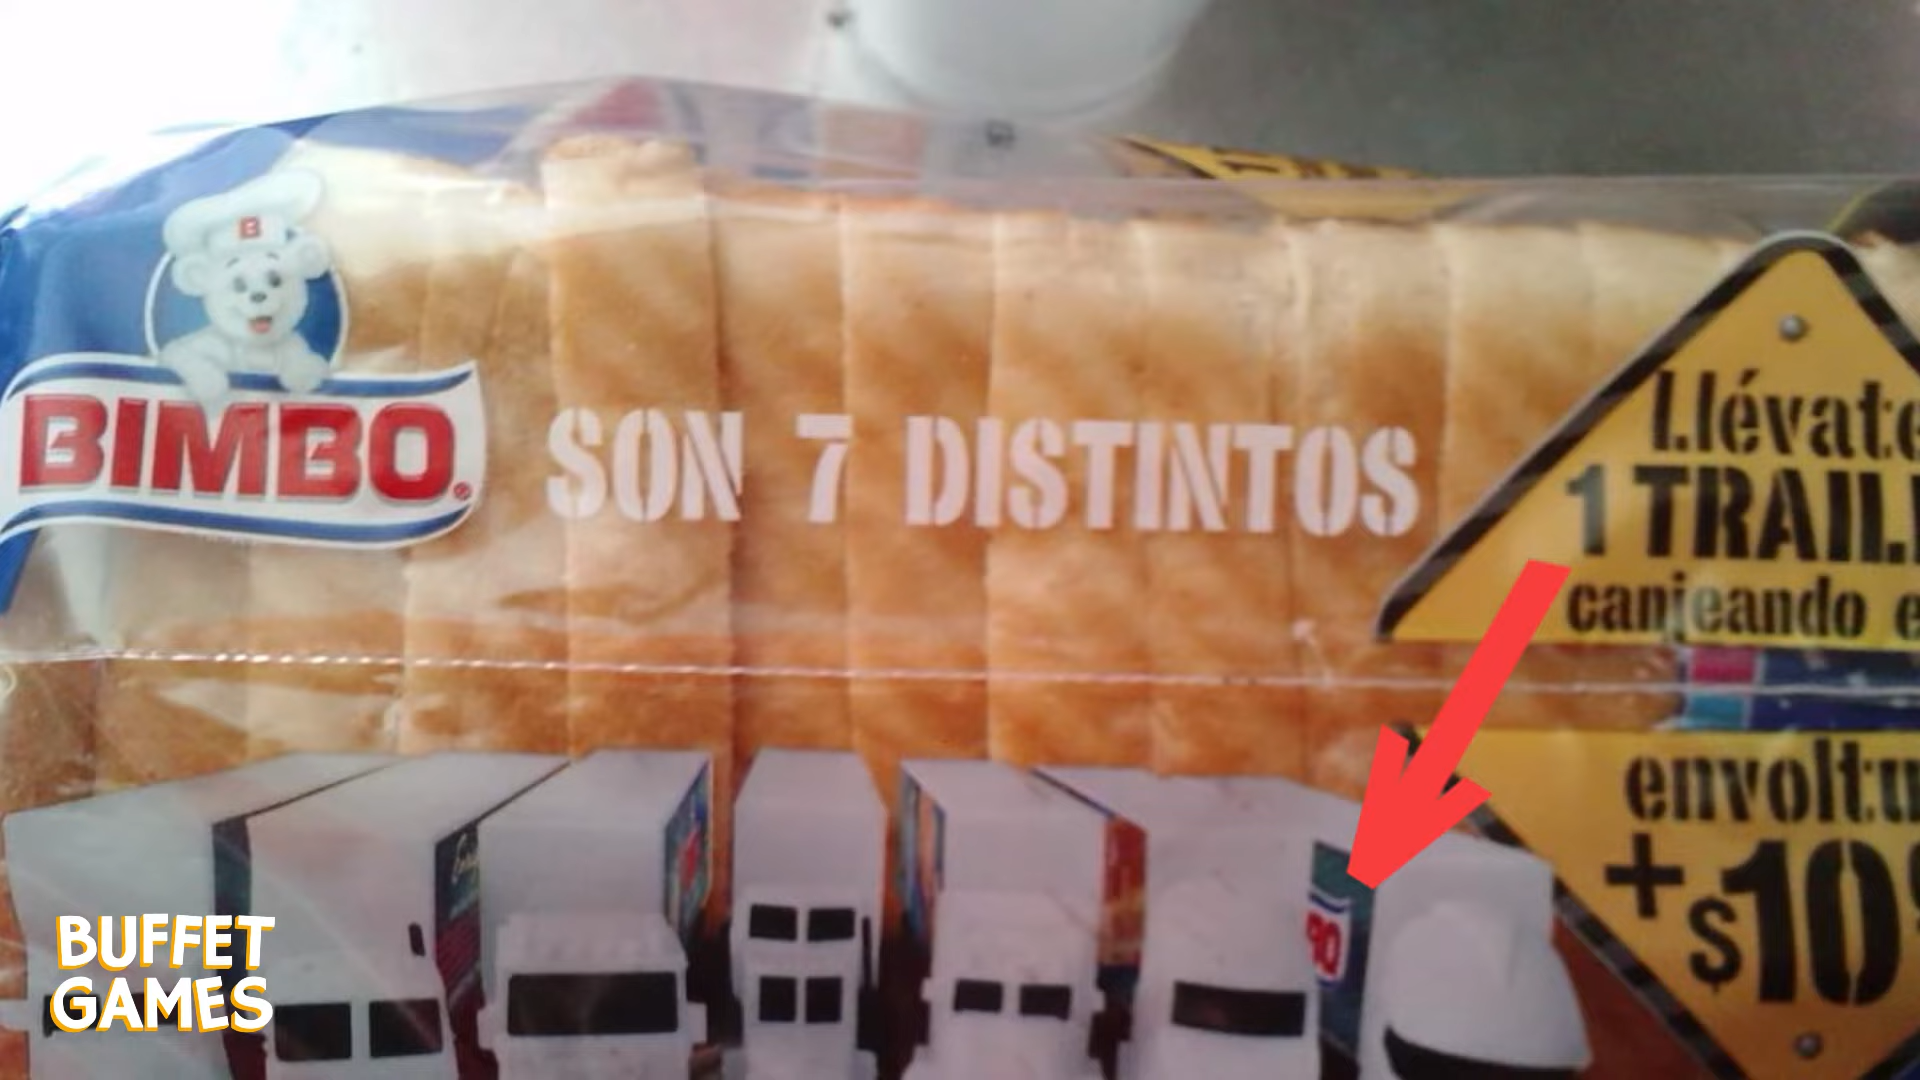 B
BIMBO®
SON 7 DISTINTOS
Llévate
1 TRAIL
canjeando e
envoltu
+
$10
BUFFET
GAMES